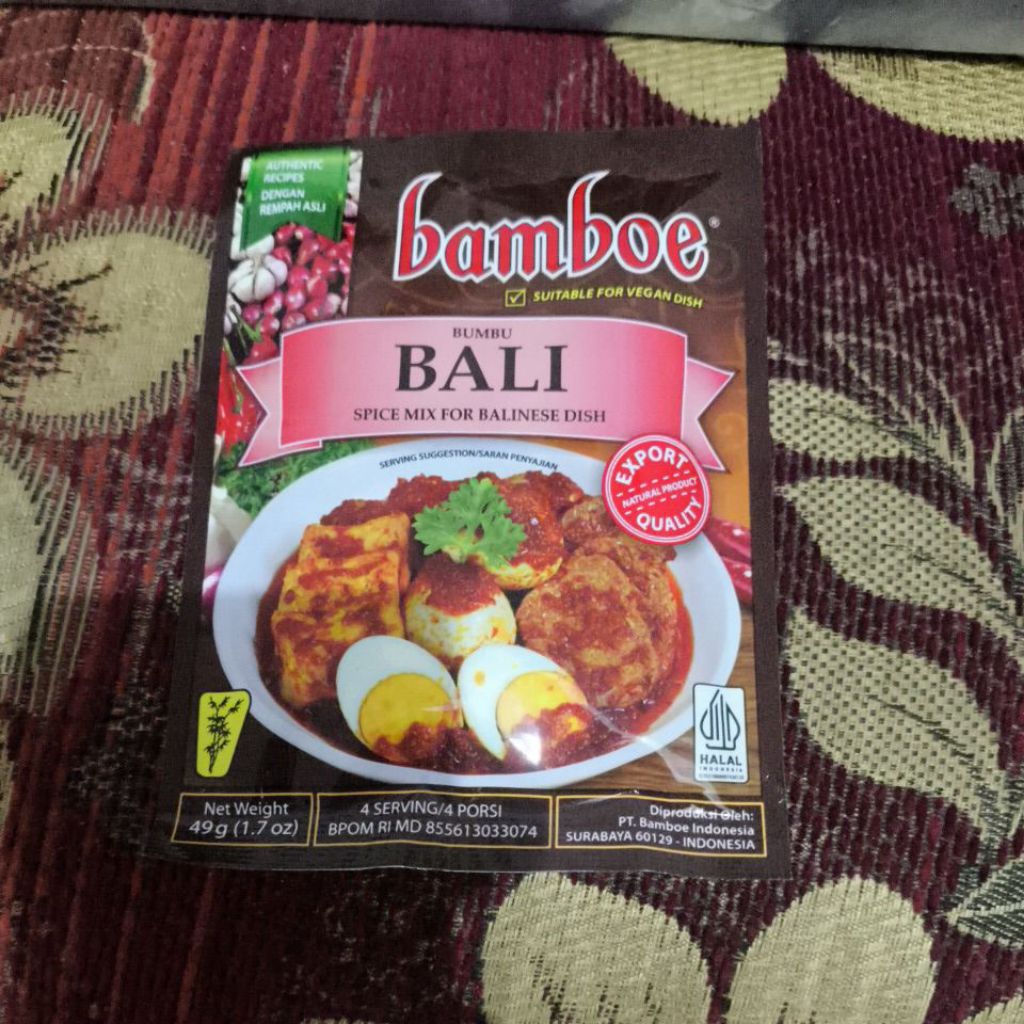 AUTHENTIC
RECIPES
DENGAN
REMPAH ASLI
bamboe®
SUITABLE FOR VEGAN DISH
BUMBU
BALI
SPICE MIX FOR BALINESE DISH
SERVING SUGGESTION/SARAN PENYAJIAN
EXPORT
NATURAL PRODUCT
QUALITY
HALAL
INDONESIA
Net Weight
49 g (1.7 oz)
4 SERVING/4 PORSI
BPOM RI MD 855613033074
Diproduksi Oleh:
PT. Bamboe Indonesia
SURABAYA 60129 - INDONESIA